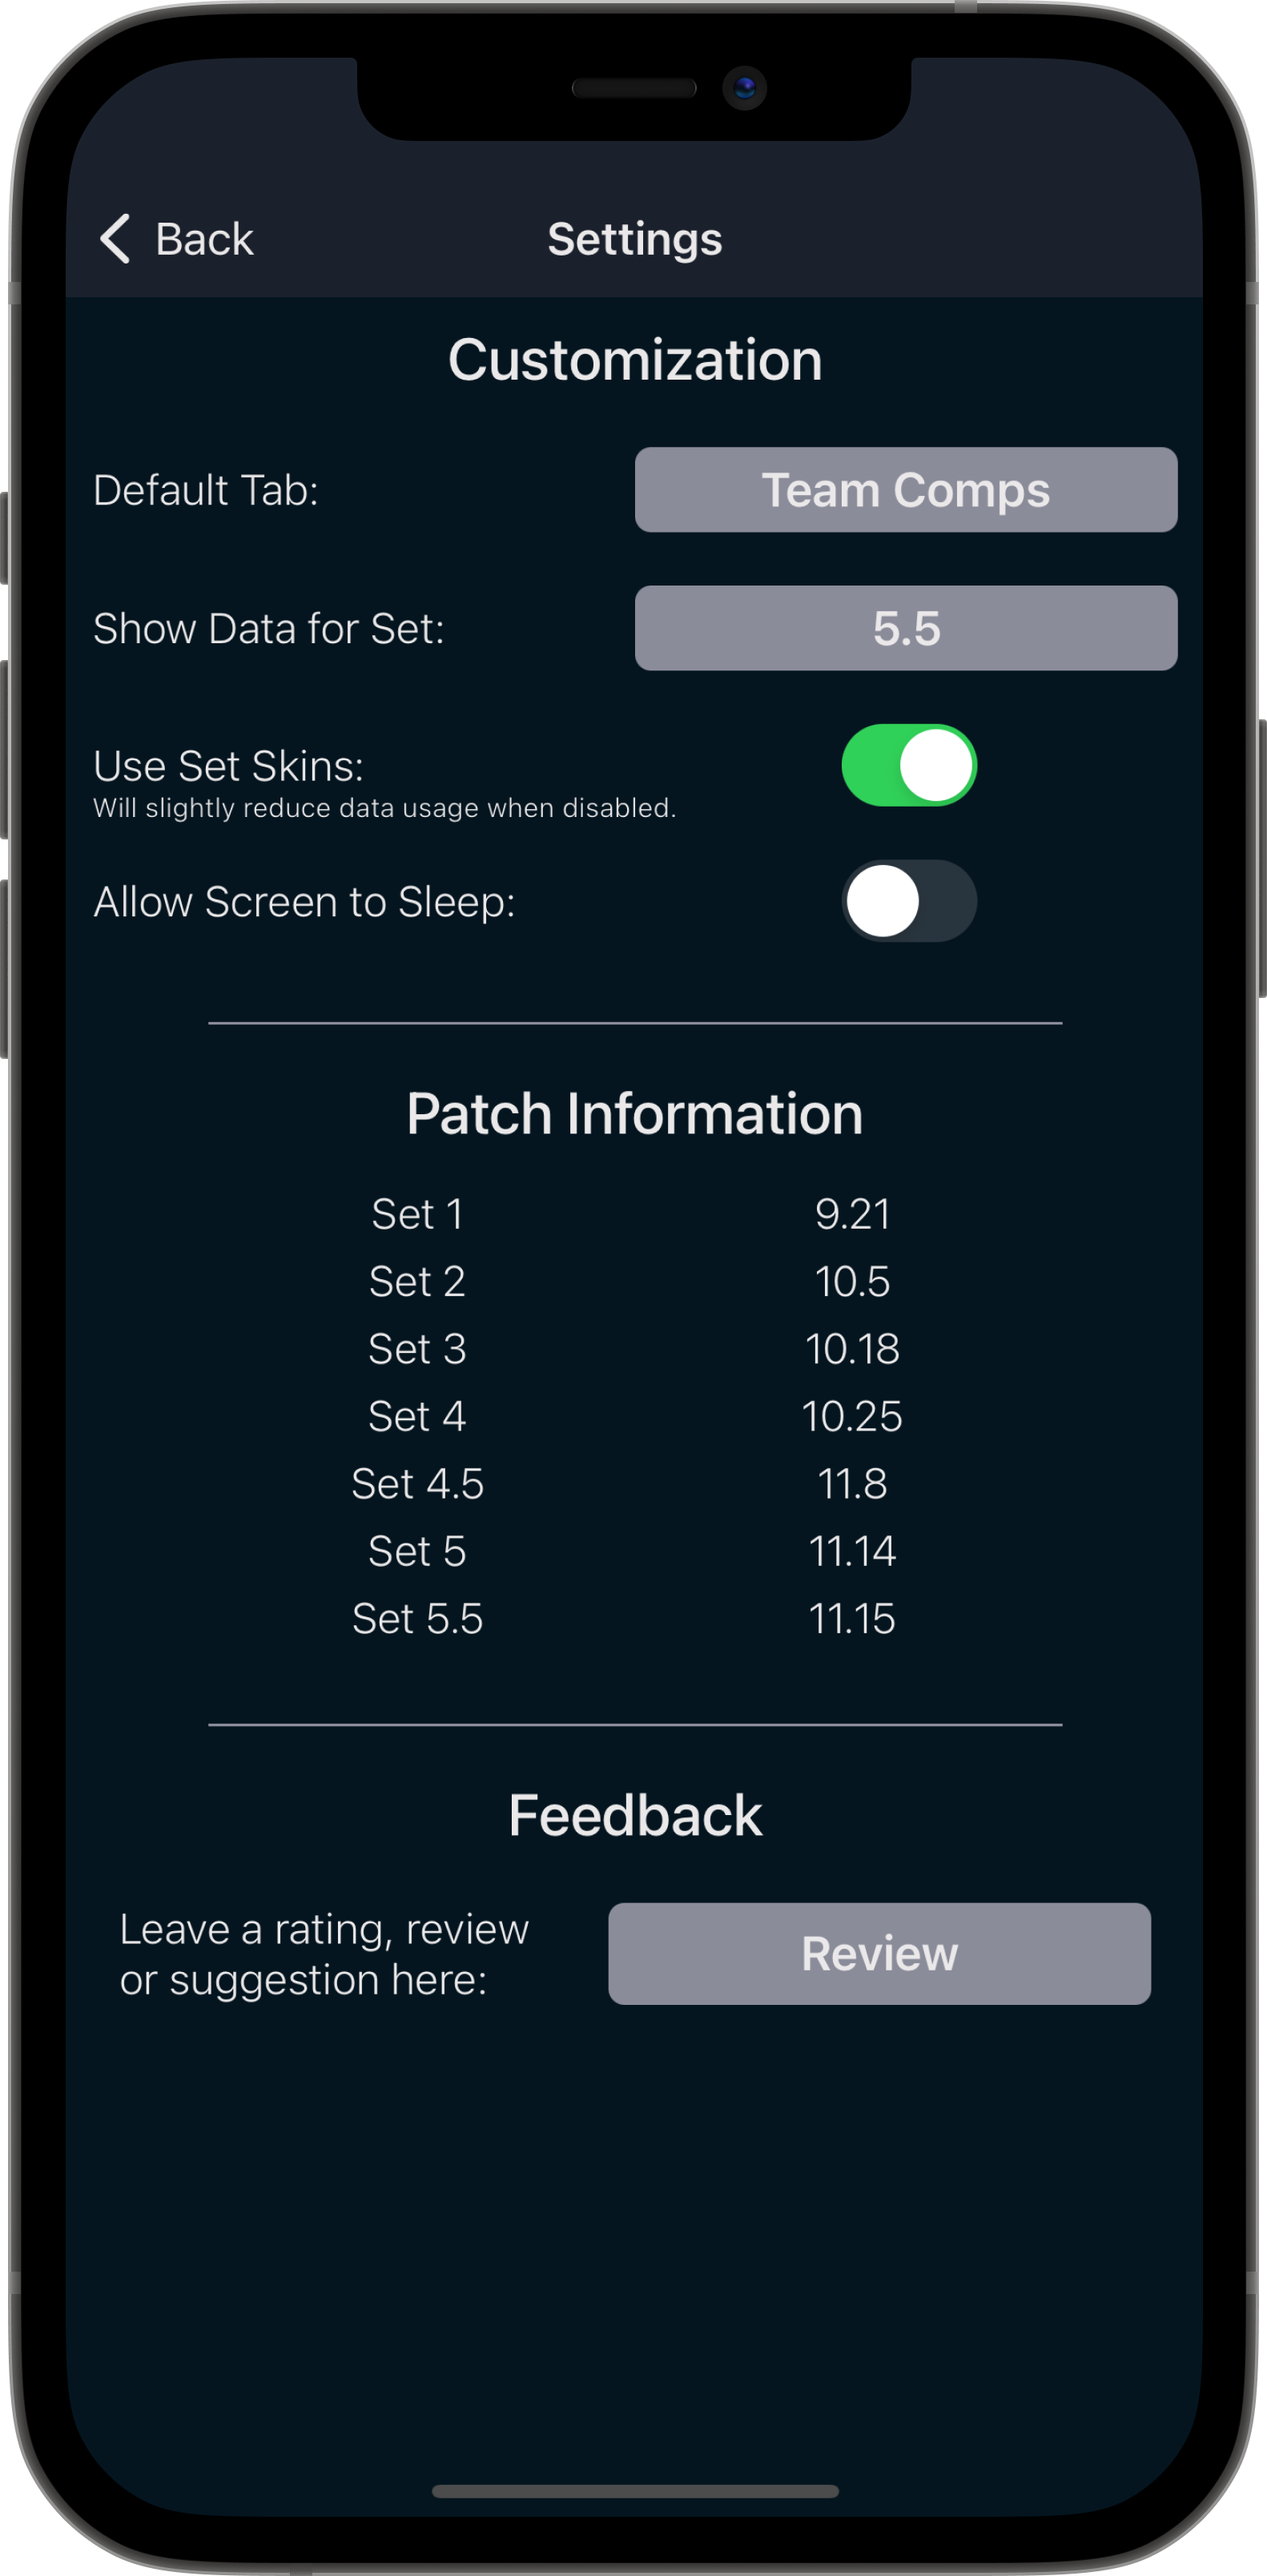 Back
Settings
Customization
Default Tab: Team Comps
Show Data for Set: 5.5
Use Set Skins:
Will slightly reduce data usage when disabled.
Allow Screen to Sleep:
Patch Information
Set 1 9.21
Set 2 10.5
Set 3 10.18
Set 4 10.25
Set 4.5 11.8
Set 5 11.14
Set 5.5 11.15
Feedback
Leave a rating, review
or suggestion here:
Review